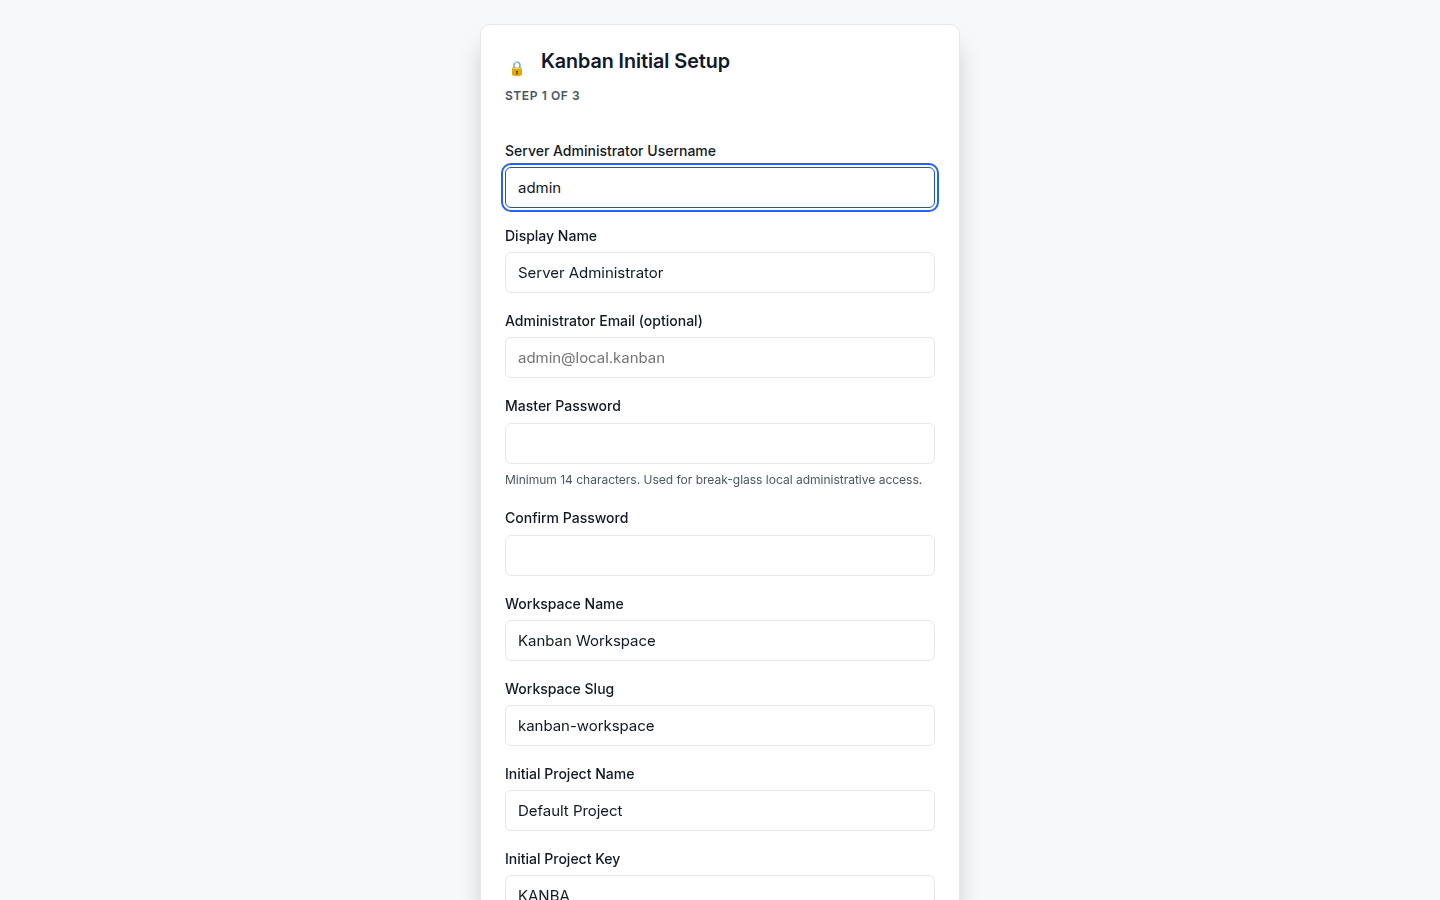 Kanban Initial Setup
STEP 1 OF 3
Server Administrator Username
admin
Display Name
Server Administrator
Administrator Email (optional)
admin@local.kanban
Master Password
Minimum 14 characters. Used for break-glass local administrative access.
Confirm Password
Workspace Name
Kanban Workspace
Workspace Slug
kanban-workspace
Initial Project Name
Default Project
Initial Project Key
KANBA